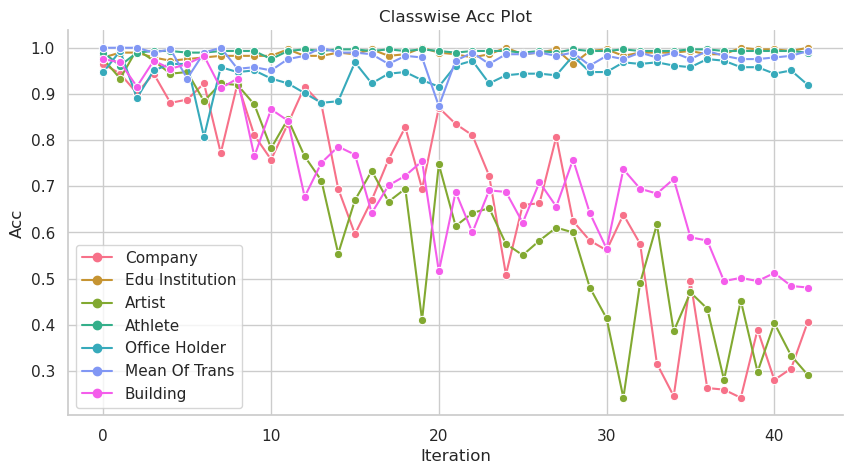 Classwise Acc Plot
1.0
0.9
0.8
0.7
0.6
0.5
0.4
0.3
Acc
Company
Edu Institution
Artist
Athlete
Office Holder
Mean Of Trans
Building
0 10 20 30 40
Iteration